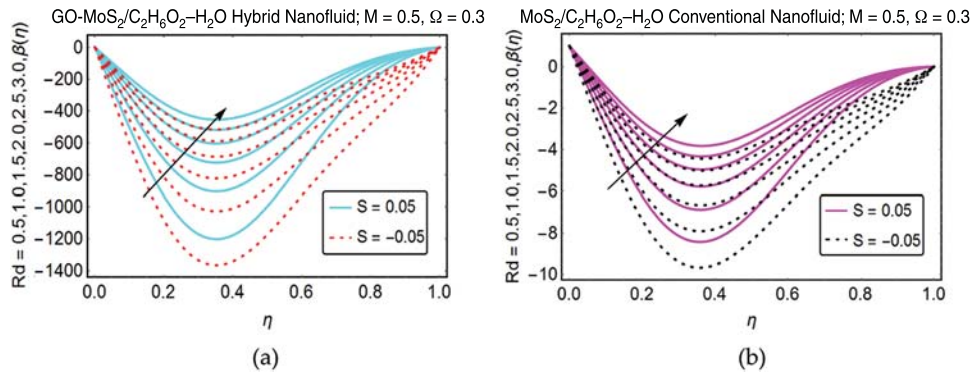 GO-MoS₂/C₂H₆O₂–H₂O Hybrid Nanofluid; M = 0.5, Ω = 0.3
Rd = 0.5,1.0,1.5,2.0,2.5,3.0,β(η)
0
−200
−400
−600
−800
−1000
−1200
−1400
S = 0.05
S = −0.05
0.0 0.2 0.4 0.6 0.8 1.0
η
(a)
MoS₂/C₂H₆O₂–H₂O Conventional Nanofluid; M = 0.5, Ω = 0.3
Rd = 0.5,1.0,1.5,2.0,2.5,3.0,β(η)
0
−2
−4
−6
−8
−10
S = 0.05
S = −0.05
0.0 0.2 0.4 0.6 0.8 1.0
η
(b)